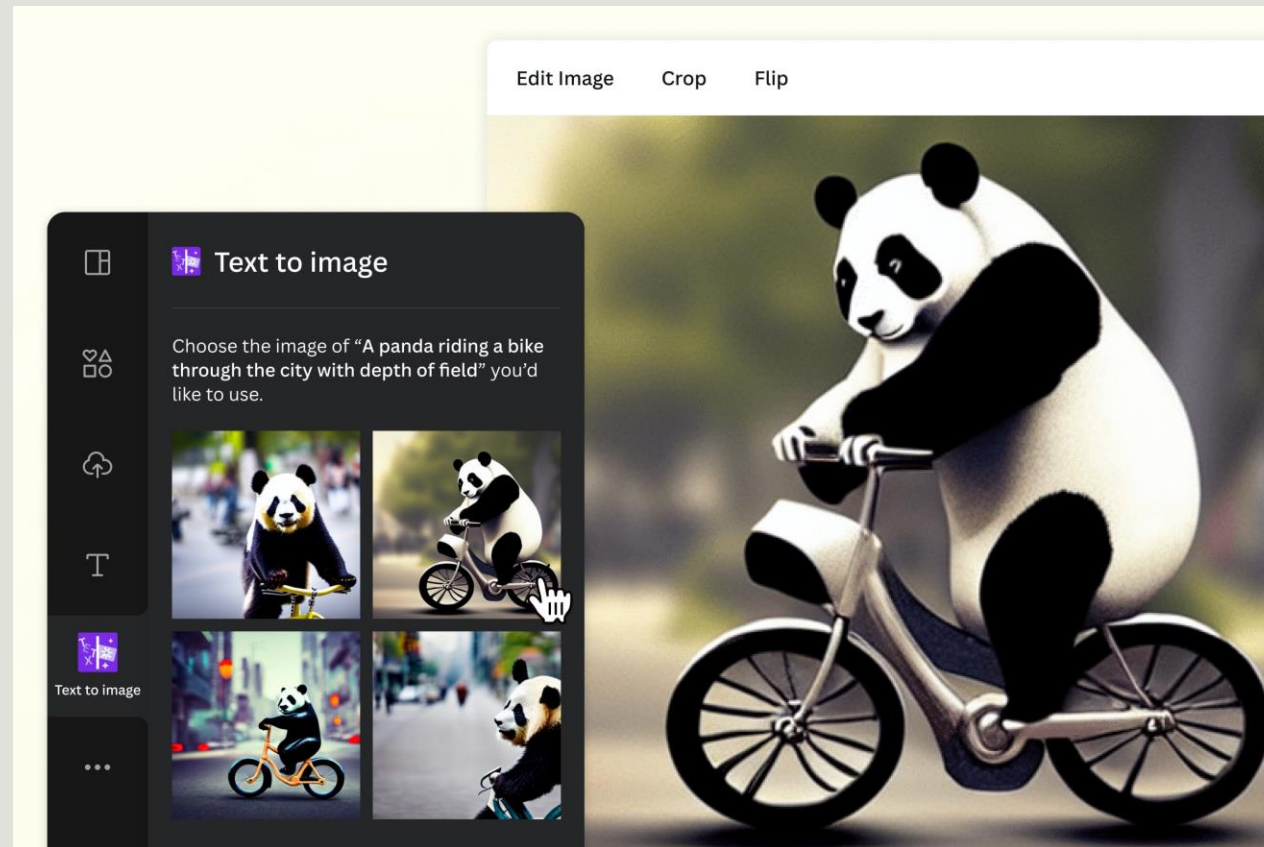 Edit Image Crop Flip
Text to image
Choose the image of “A panda riding a bike
through the city with depth of field” you’d
like to use.
T
Text to image